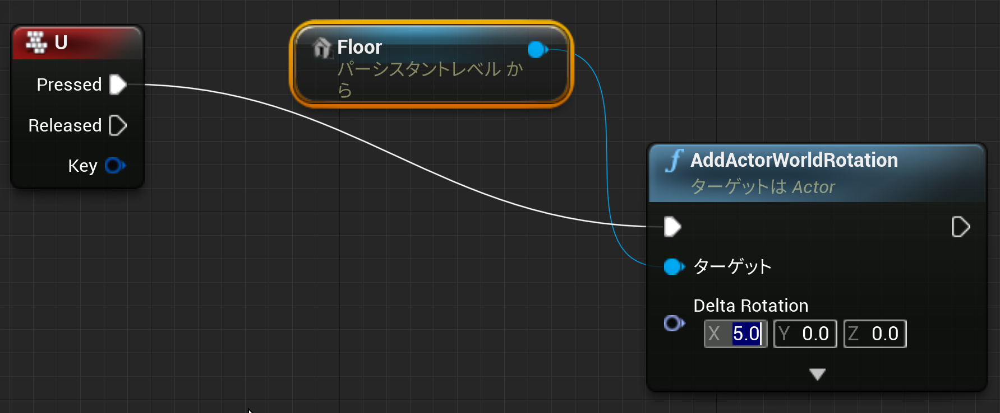 U
Pressed
Released
Key
Floor
パーシスタントレベル か
ら
AddActorWorldRotation
ターゲットは Actor
ターゲット
Delta Rotation
X 5.0 Y 0.0 Z 0.0